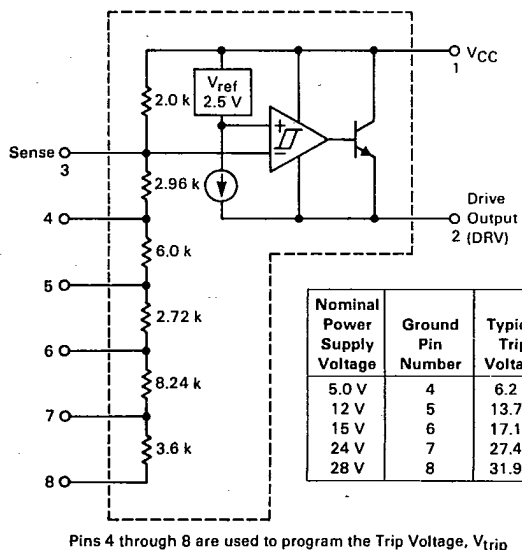 VCC
1
Vref
2.5 V
2.0 k
+
−
Sense
3
2.96 k
4
Drive
Output
(DRV)
2
6.0 k
5
2.72 k
6
8.24 k
7
3.6 k
8
Nominal Power Supply Voltage
Ground Pin Number
5.0 V 4 6.2
12 V 5 13.7
15 V 6 17.1
24 V 7 27.4
28 V 8 31.9
Pins 4 through 8 are used to program the Trip Voltage, Vtrip